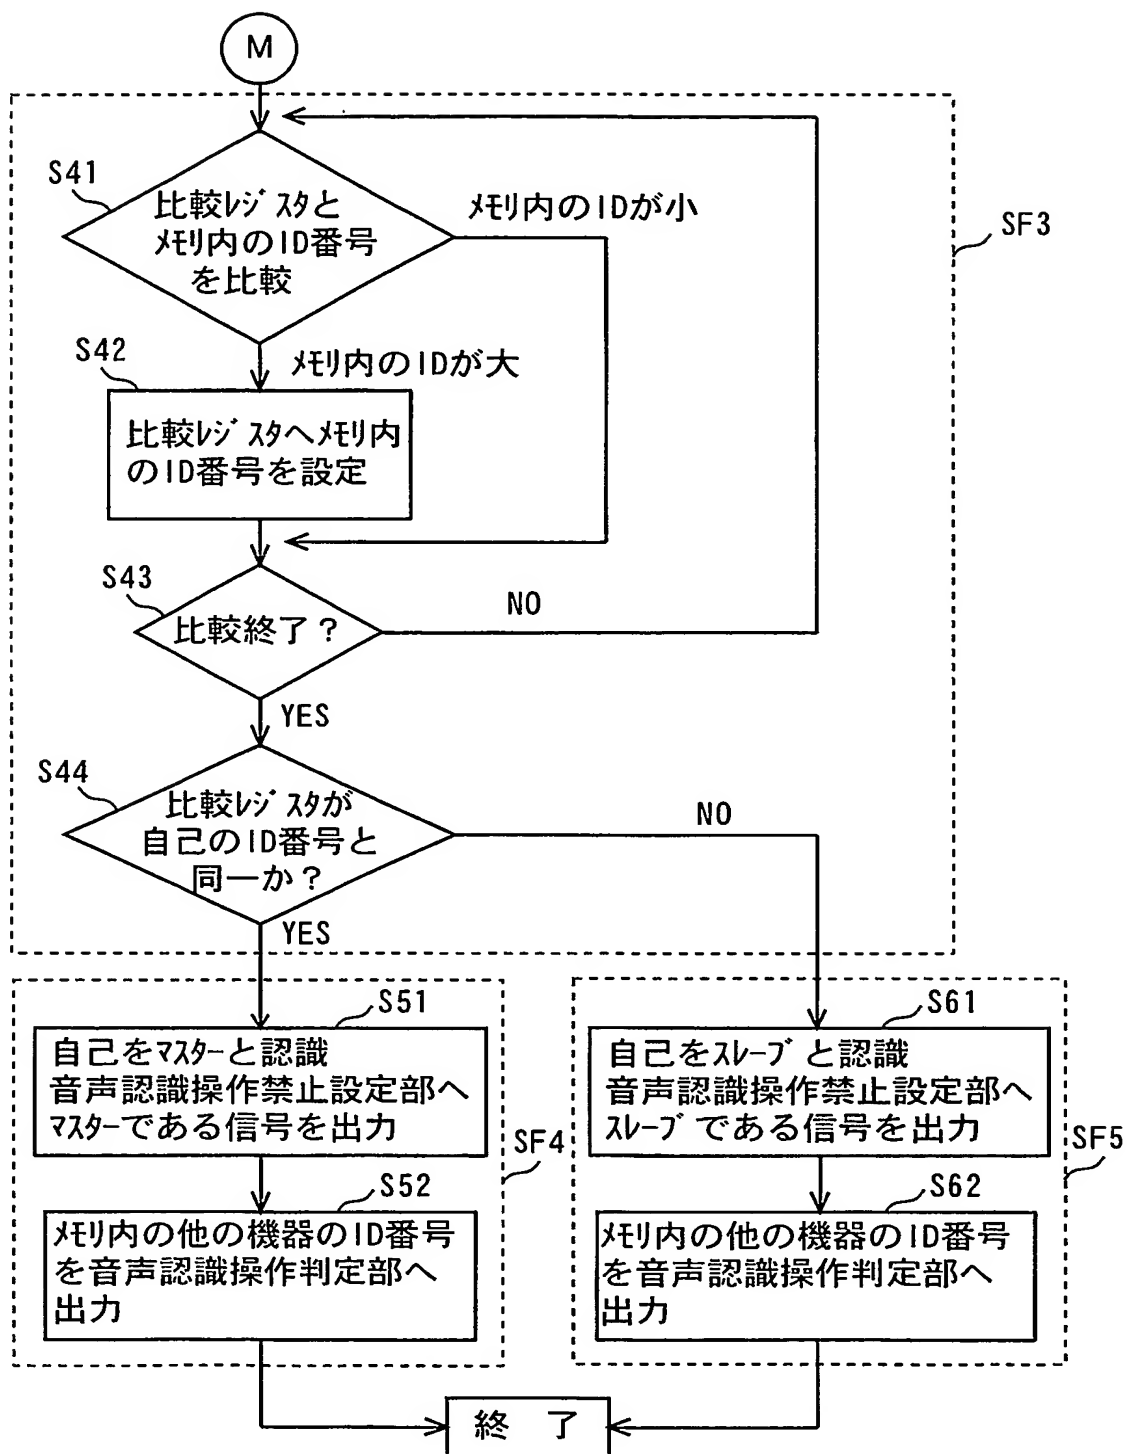 M
S41
比較ﾚｼﾞｽﾀと
ﾒﾓﾘ内のID番号
を比較
ﾒﾓﾘ内のIDが小
SF3
S42
ﾒﾓﾘ内のIDが大
比較ﾚｼﾞｽﾀへﾒﾓﾘ内
のID番号を設定
S43
比較終了?
NO
YES
S44
比較ﾚｼﾞｽﾀが
自己のID番号と
同一か?
NO
YES
S51
自己をﾏｽﾀｰと認識
音声認識操作禁止設定部へ
ﾏｽﾀｰである信号を出力
SF4
S52
ﾒﾓﾘ内の他の機器のID番号
を音声認識操作判定部へ
出力
S61
自己をｽﾚｰﾌﾞと認識
音声認識操作禁止設定部へ
ｽﾚｰﾌﾞである信号を出力
SF5
S62
ﾒﾓﾘ内の他の機器のID番号
を音声認識操作判定部へ
出力
終 了